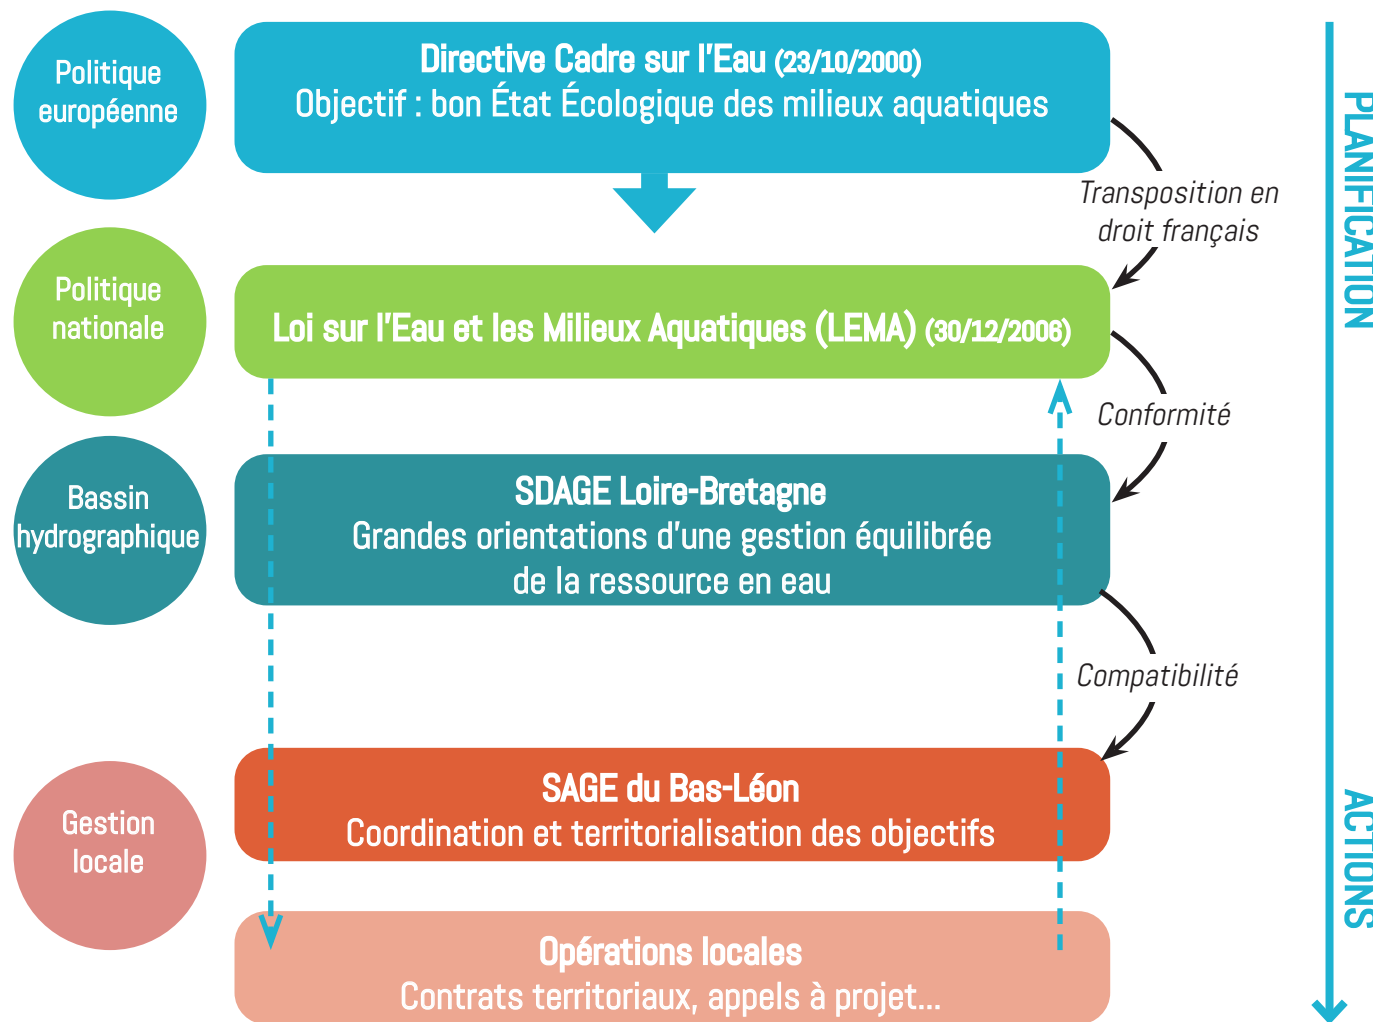 Politique
européenne
Directive Cadre sur l'Eau (23/10/2000)
Objectif : bon État Écologique des milieux aquatiques
Transposition en
droit français
Politique
nationale
Loi sur l'Eau et les Milieux Aquatiques (LEMA) (30/12/2006)
Conformité
Bassin
hydrographique
SDAGE Loire-Bretagne
Grandes orientations d'une gestion équilibrée
de la ressource en eau
Compatibilité
Gestion
locale
SAGE du Bas-Léon
Coordination et territorialisation des objectifs
Opérations locales
Contrats territoriaux, appels à projet...
PLANIFICATION
ACTIONS